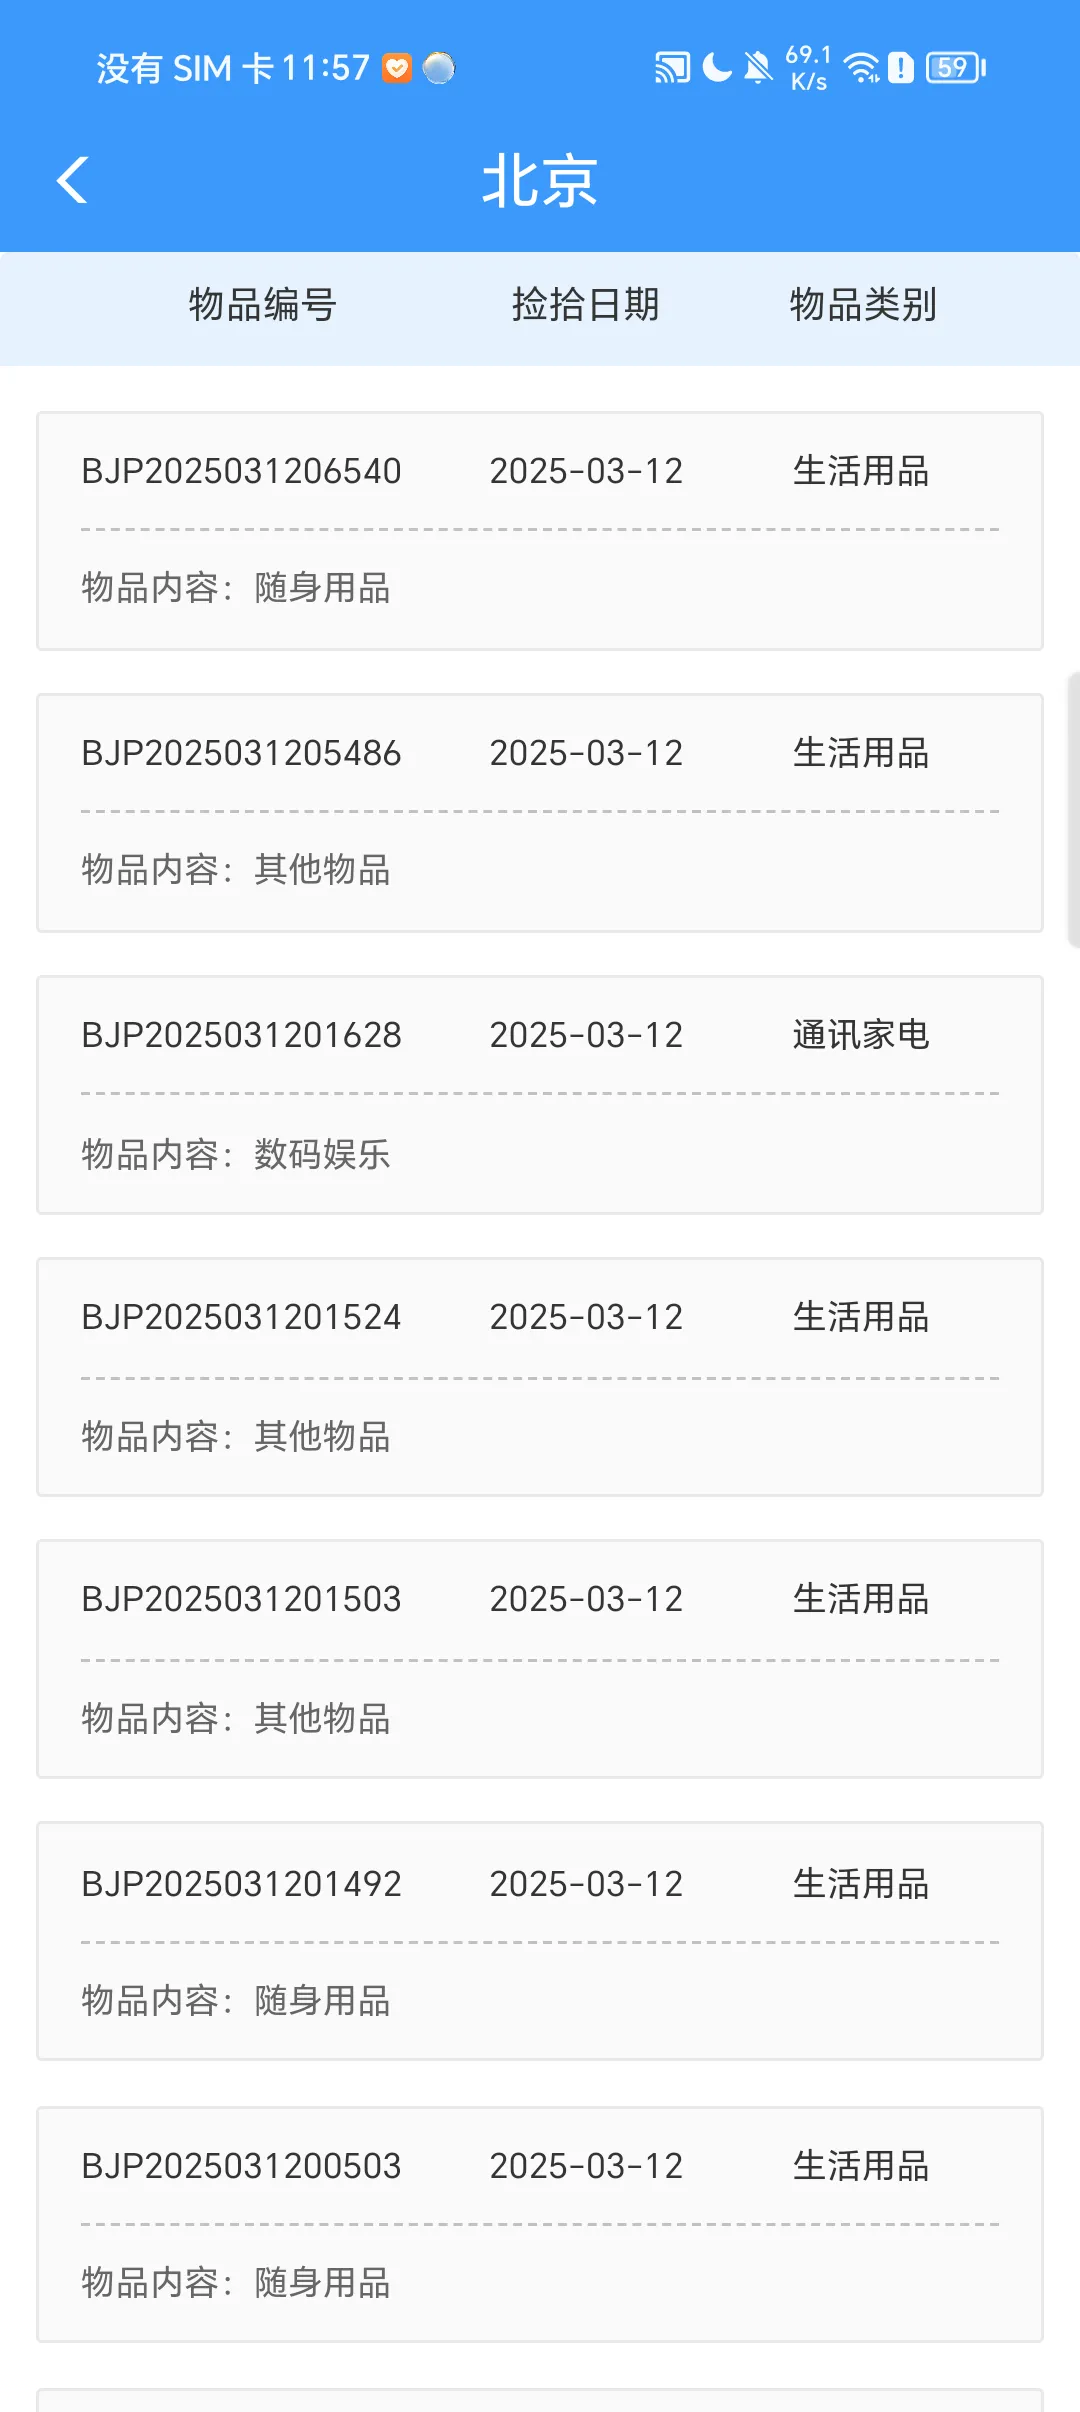 没有 SIM 卡 11:57 69.1 K/s 59
北京
物品编号 捡拾日期 物品类别
BJP2025031206540 2025-03-12 生活用品
物品内容：随身用品
BJP2025031205486 2025-03-12 生活用品
物品内容：其他物品
BJP2025031201628 2025-03-12 通讯家电
物品内容：数码娱乐
BJP2025031201524 2025-03-12 生活用品
物品内容：其他物品
BJP2025031201503 2025-03-12 生活用品
物品内容：其他物品
BJP2025031201492 2025-03-12 生活用品
物品内容：随身用品
BJP2025031200503 2025-03-12 生活用品
物品内容：随身用品